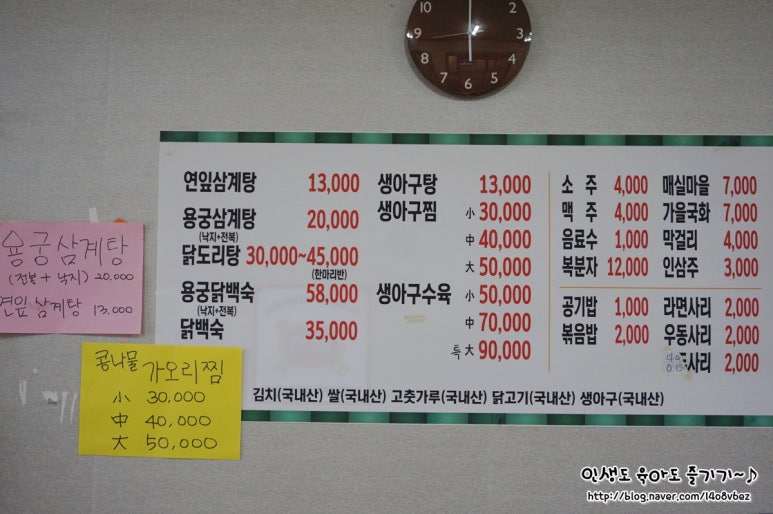 10 2
9 3
8 4
7 6 5
연잎삼계탕 13,000
용궁삼계탕 20,000
(낙지+전복)
닭도리탕 30,000~45,000
(한마리반)
용궁닭백숙 58,000
(낙지+전복)
닭백숙 35,000
생아구탕 13,000
생아구찜 小 30,000
中 40,000
大 50,000
생아구수육 小 50,000
中 70,000
특大 90,000
소 주 4,000
맥 주 4,000
음료수 1,000
복분자 12,000
매실마을 7,000
가을국화 7,000
막걸리 4,000
인삼주 3,000
공기밥 1,000
볶음밥 2,000
라면사리 2,000
우동사리 2,000
사리 2,000
김치(국내산) 쌀(국내산) 고춧가루(국내산) 닭고기(국내산) 생아구(국내산)
용궁삼계탕
(전복 + 낙지) 20.000
연잎 삼계탕 13.000
콩나물 가오리찜
小 30,000
中 40,000
大 50,000
인생도 육아도 즐기기~♪
http://blog.naver.com/l4o8v6ez